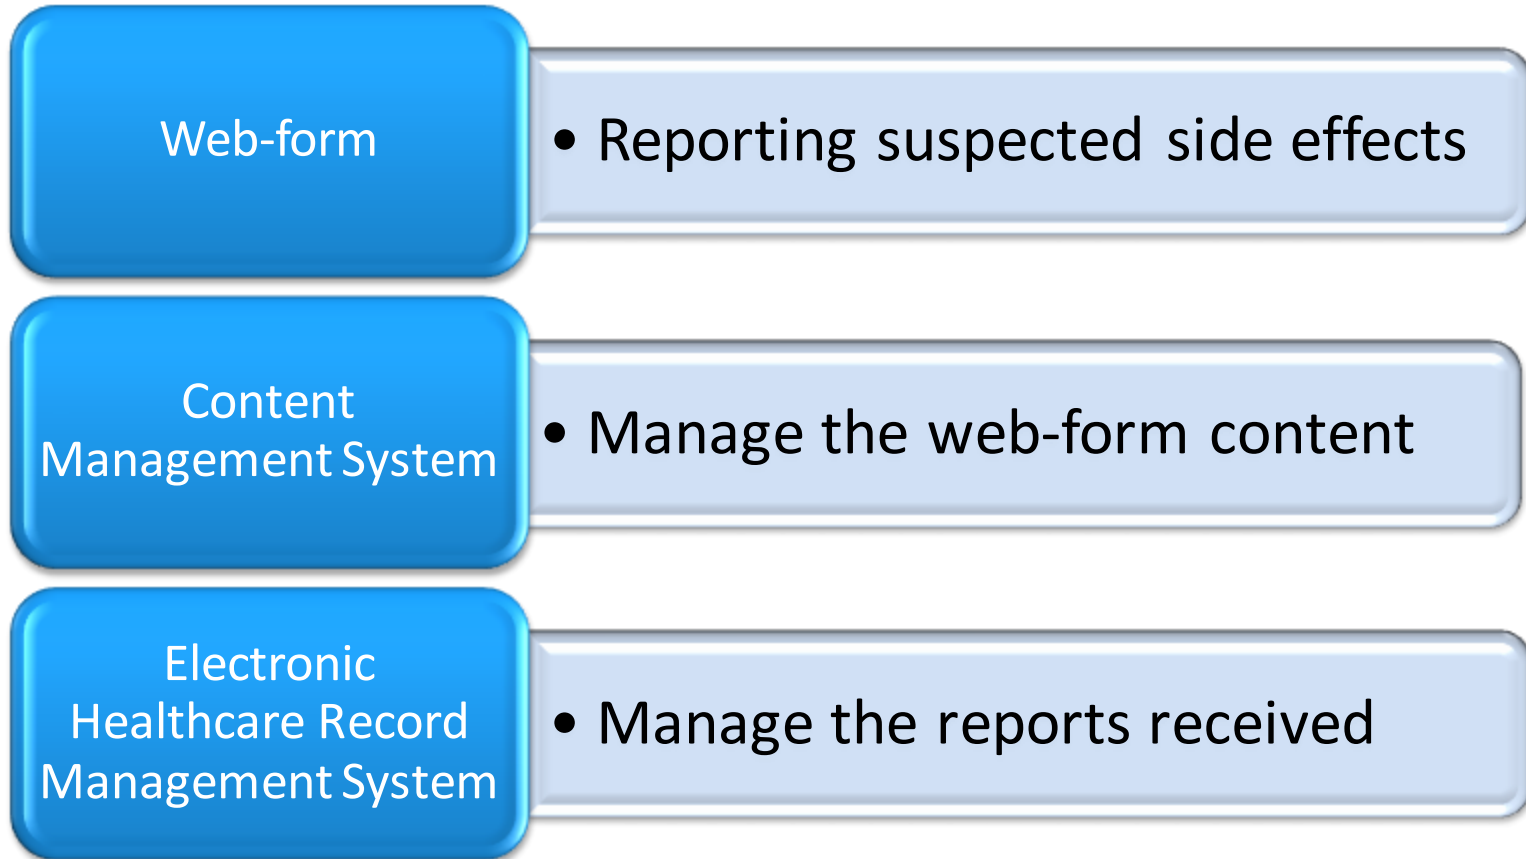 Web-form
• Reporting suspected side effects
Content
Management System
• Manage the web-form content
Electronic
Healthcare Record
Management System
• Manage the reports received